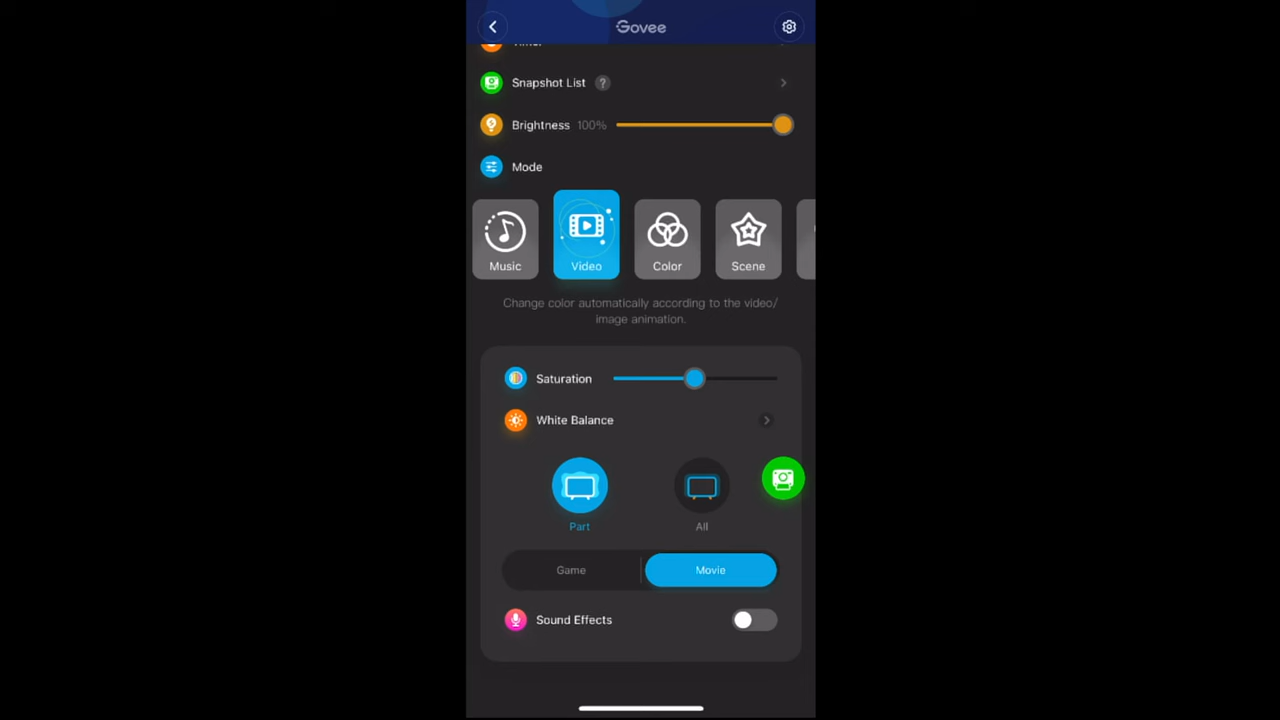 Govee
Timer
Snapshot List ?
Brightness 100%
Mode
Music
Video
Color
Scene
Change color automatically according to the video/
image animation.
Saturation
White Balance
Part
All
Game
Movie
Sound Effects